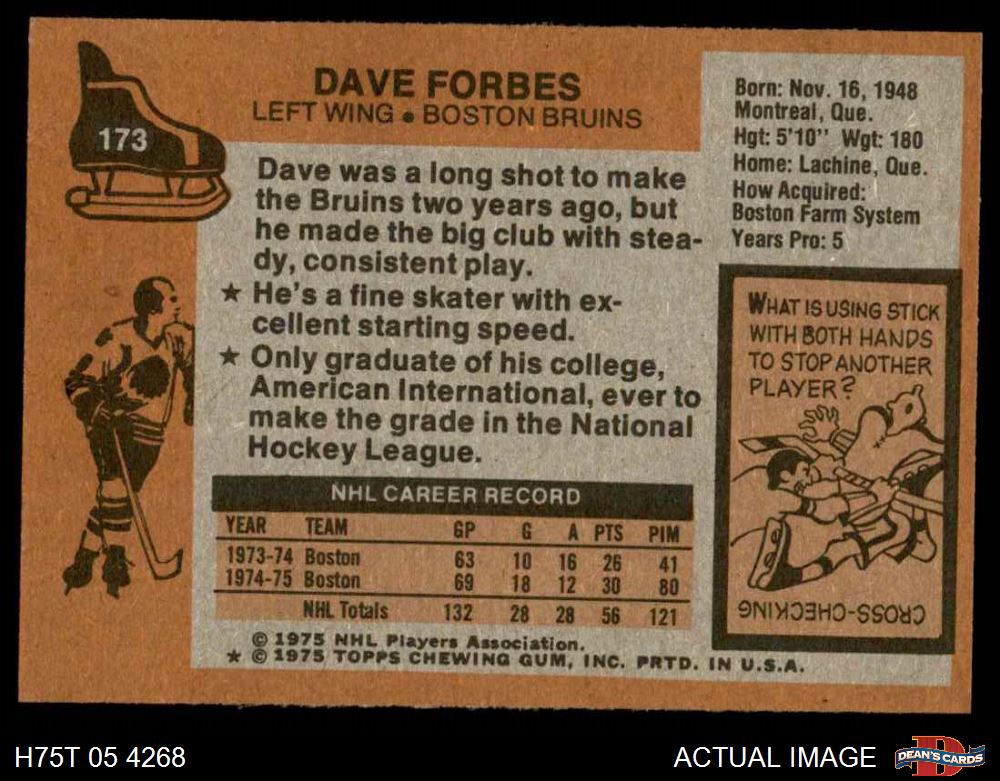 173
DAVE FORBES
LEFT WING • BOSTON BRUINS
Dave was a long shot to make
the Bruins two years ago, but
he made the big club with stea-
dy, consistent play.
★ He's a fine skater with ex-
cellent starting speed.
★ Only graduate of his college,
American International, ever to
make the grade in the National
Hockey League.
Born: Nov. 16, 1948
Montreal, Que.
Hgt: 5'10'' Wgt: 180
Home: Lachine, Que.
How Acquired:
Boston Farm System
Years Pro: 5
WHAT IS USING STICK
WITH BOTH HANDS
TO STOP ANOTHER
PLAYER?
CROSS-CHECKING
NHL CAREER RECORD
YEAR TEAM GP G A PTS PIM
1973-74 Boston 63 10 16 26 41
1974-75 Boston 69 18 12 30 80
NHL Totals 132 28 28 56 121
© 1975 NHL Players Association.
★ © 1975 TOPPS CHEWING GUM, INC. PRTD. IN U.S.A.
H75T 05 4268
ACTUAL IMAGE
D
DEAN'S CARDS